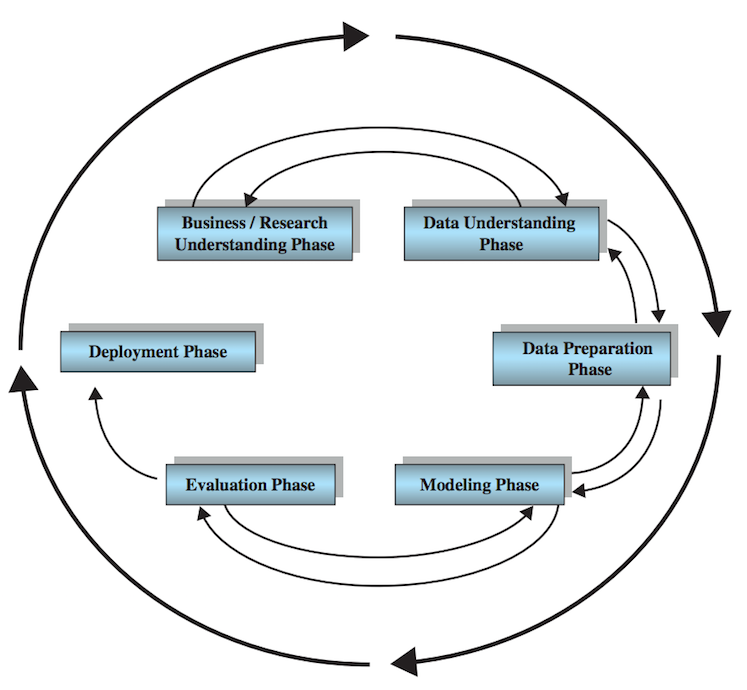 Business / Research
Understanding Phase
Data Understanding
Phase
Deployment Phase
Data Preparation
Phase
Evaluation Phase
Modeling Phase